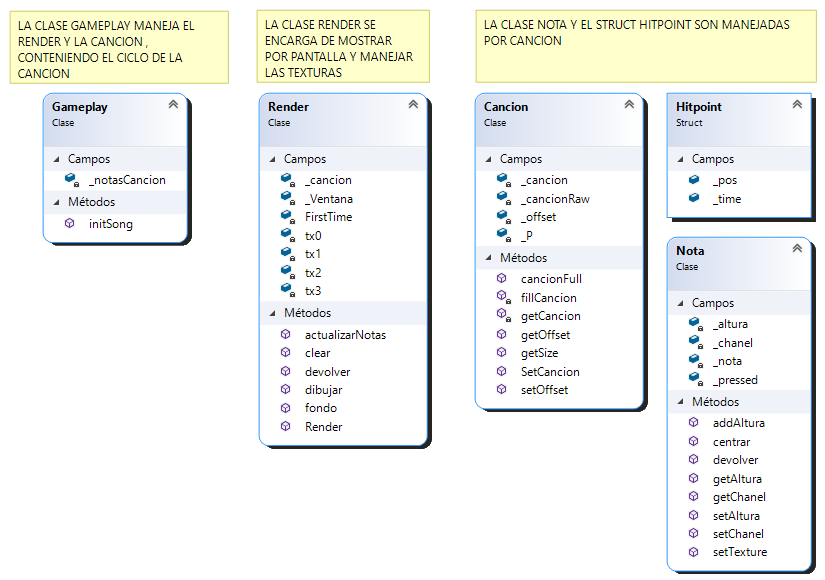 LA CLASE GAMEPLAY MANEJA EL
RENDER Y LA CANCION ,
CONTENIENDO EL CICLO DE LA
CANCION
LA CLASE RENDER SE
ENCARGA DE MOSTRAR
POR PANTALLA Y MANEJAR
LAS TEXTURAS
LA CLASE NOTA Y EL STRUCT HITPOINT SON MANEJADAS
POR CANCION
Gameplay
Clase
Campos
_notasCancion
Métodos
initSong
Render
Clase
Campos
_cancion
_Ventana
FirstTime
tx0
tx1
tx2
tx3
Métodos
actualizarNotas
clear
devolver
dibujar
fondo
Render
Cancion
Clase
Campos
_cancion
_cancionRaw
_offset
_P
Métodos
cancionFull
fillCancion
getCancion
getOffset
getSize
SetCancion
setOffset
Hitpoint
Struct
Campos
_pos
_time
Nota
Clase
Campos
_altura
_chanel
_nota
_pressed
Métodos
addAltura
centrar
devolver
getAltura
getChanel
setAltura
setChanel
setTexture